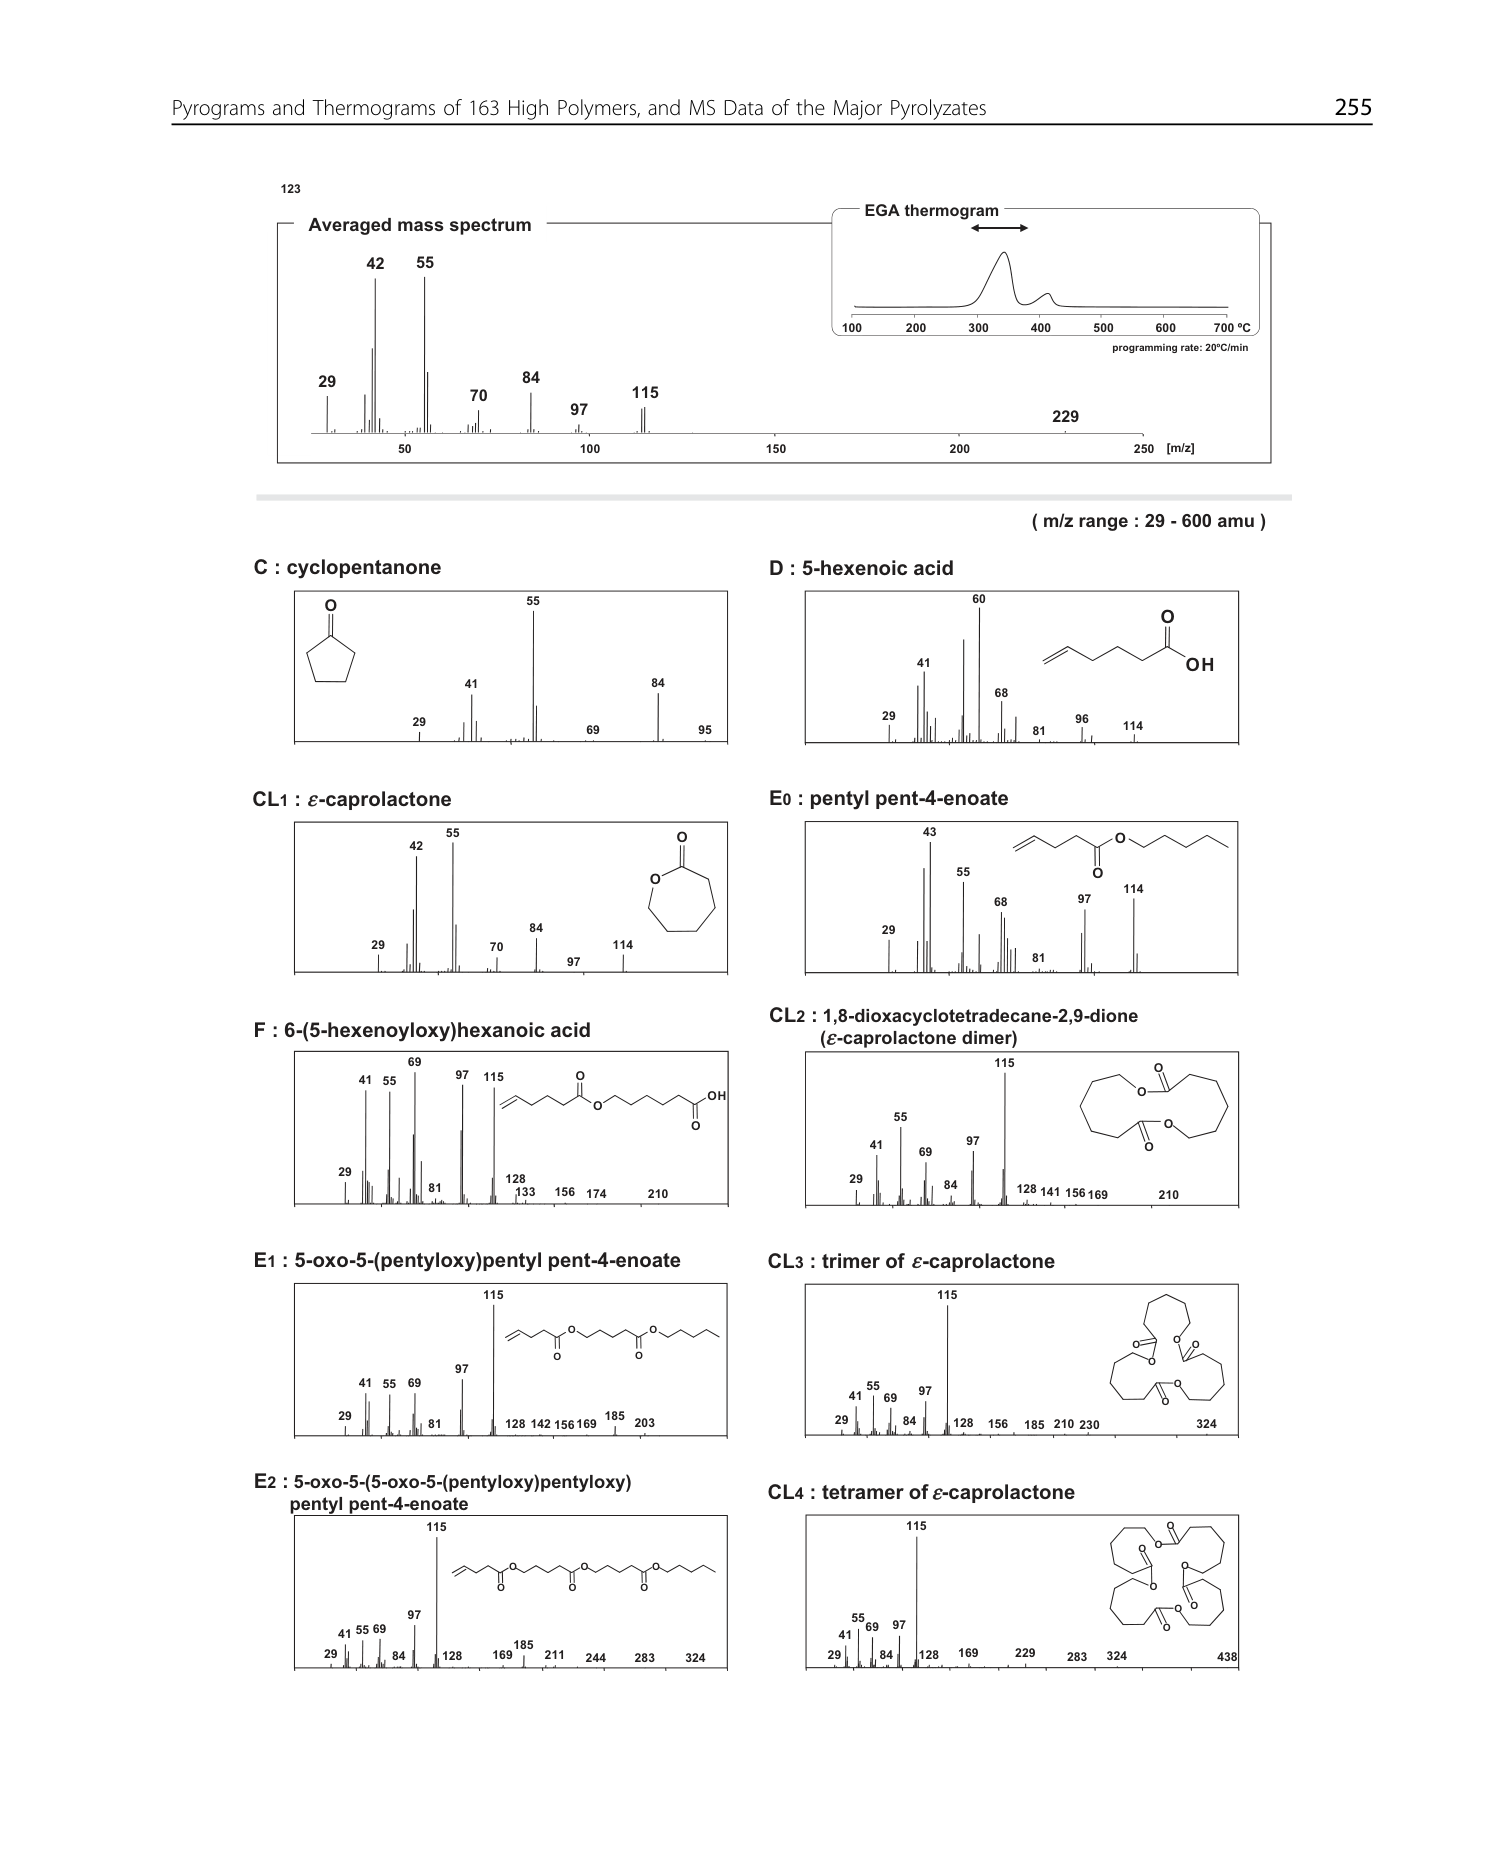 Pyrograms and Thermograms of 163 High Polymers, and MS Data of the Major Pyrolyzates 255
123
Averaged mass spectrum
EGA thermogram
100 200 300 400 500 600 700 ºC
programming rate: 20ºC/min
42 55
29 70 84 97 115 229
50 100 150 200 250 [m/z]
( m/z range : 29 - 600 amu )
C : cyclopentanone
O
29 41 55 69 84 95
D : 5-hexenoic acid
O
OH
29 41 60 68 81 96 114
CL1 : ε-caprolactone
O
O
29 42 55 70 84 97 114
E0 : pentyl pent-4-enoate
O
O
29 43 55 68 81 97 114
F : 6-(5-hexenoyloxy)hexanoic acid
O
O
OH
O
29 41 55 69 81 97 115 128 133 156 174 210
CL2 : 1,8-dioxacyclotetradecane-2,9-dione
(ε-caprolactone dimer)
O
O
O
O
29 41 55 69 84 97 115 128 141 156 169 210
E1 : 5-oxo-5-(pentyloxy)pentyl pent-4-enoate
O O
O O
29 41 55 69 81 97 115 128 142 156 169 185 203
CL3 : trimer of ε-caprolactone
O O O
O
O
O
29 41 55 69 84 97 115 128 156 185 210 230 324
E2 : 5-oxo-5-(5-oxo-5-(pentyloxy)pentyloxy)
pentyl pent-4-enoate
O O O
O O O
29 41 55 69 84 97 115 128 169 185 211 244 283 324
CL4 : tetramer of ε-caprolactone
O
O
O
O
O
O
O
O
29 41 55 69 84 97 115 128 169 229 283 324 438